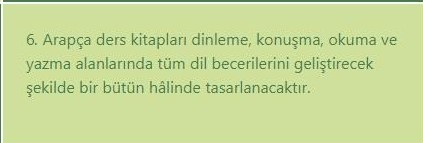 6. Arapça ders kitapları dinleme, konuşma, okuma ve
yazma alanlarında tüm dil becerilerini geliştirecek
şekilde bir bütün hâlinde tasarlanacaktır.